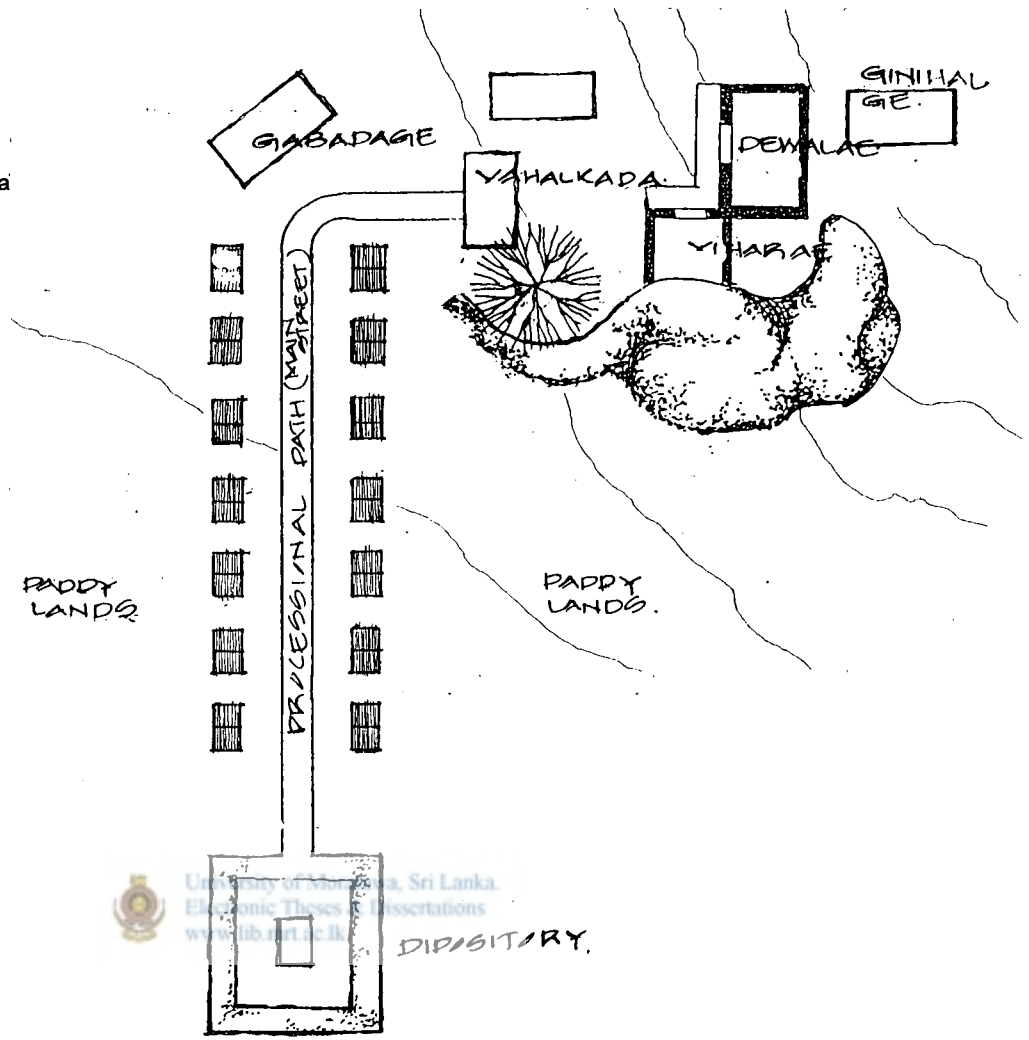 GINIHAL
GE.
GABADAGE
DEWALAE
a
VAHALKADA.
VIHARAE
PROCESSIONAL PATH (MAIN
STREET)
PADDY
LANDS.
PADDY
LANDS.
University of Moratuwa, Sri Lanka.
Electronic Theses & Dissertations
www.lib.mrt.ac.lk
DIPOSITORY.